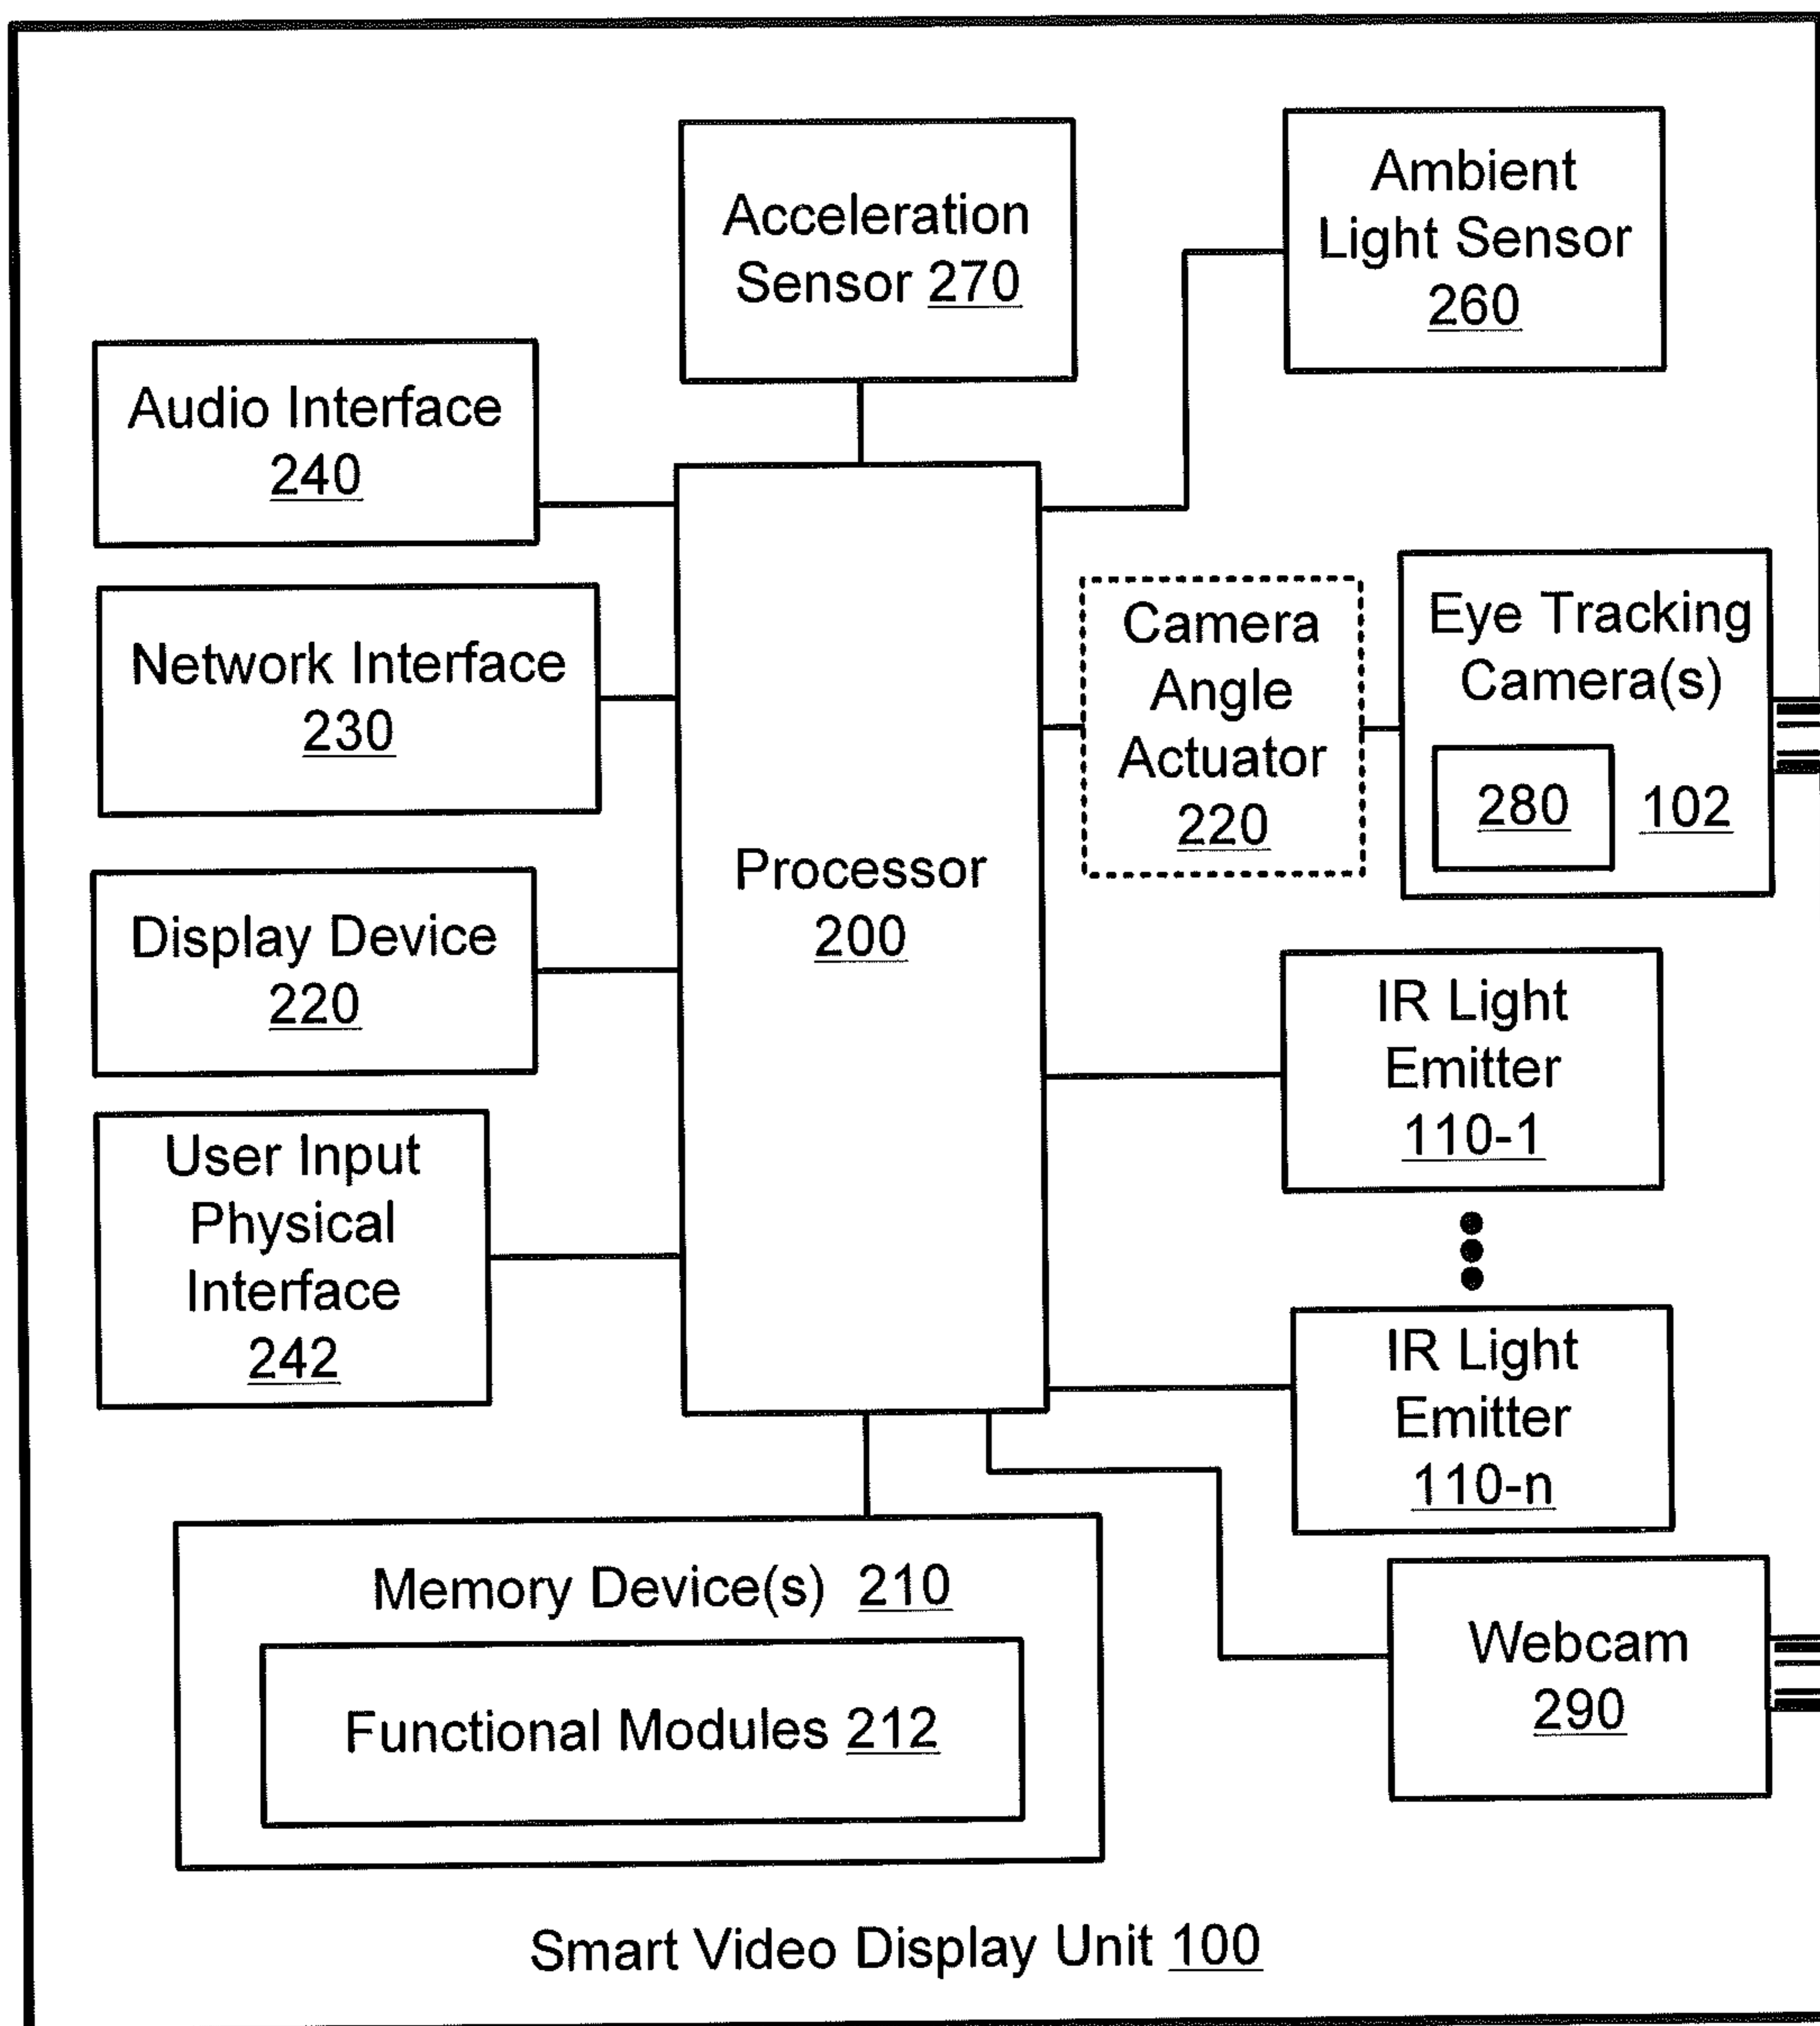 Acceleration
Sensor 270
Ambient
Light Sensor
260
Audio Interface
240
Network Interface
230
Display Device
220
User Input
Physical
Interface
242
Processor
200
Camera
Angle
Actuator
220
Eye Tracking
Camera(s)
280 102
IR Light
Emitter
110-1
IR Light
Emitter
110-n
Memory Device(s) 210
Functional Modules 212
Webcam
290
Smart Video Display Unit 100